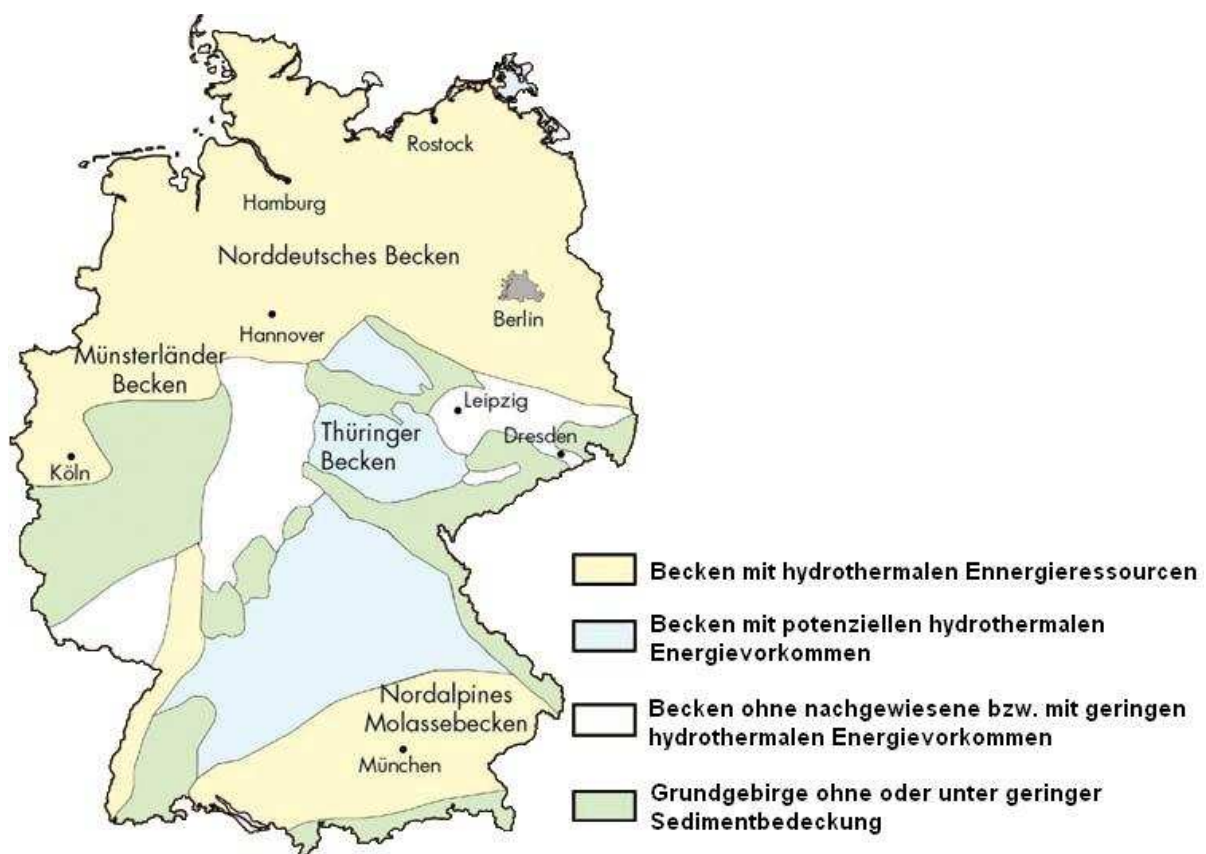 Rostock
Hamburg
Norddeutsches Becken
Berlin
Hannover
Münsterländer
Becken
Leipzig
Thüringer
Becken
Dresden
Köln
Becken mit hydrothermalen Ennergieressourcen
Becken mit potenziellen hydrothermalen
Energievorkommen
Nordalpines
Molassebecken
München
Becken ohne nachgewiesene bzw. mit geringen
hydrothermalen Energievorkommen
Grundgebirge ohne oder unter geringer
Sedimentbedeckung